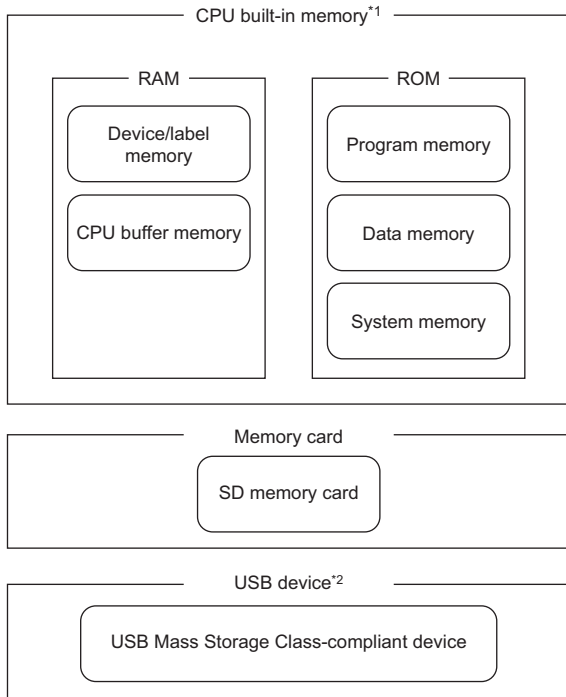 CPU built-in memory*1
RAM
Device/label
memory
CPU buffer memory
ROM
Program memory
Data memory
System memory
Memory card
SD memory card
USB device*2
USB Mass Storage Class-compliant device